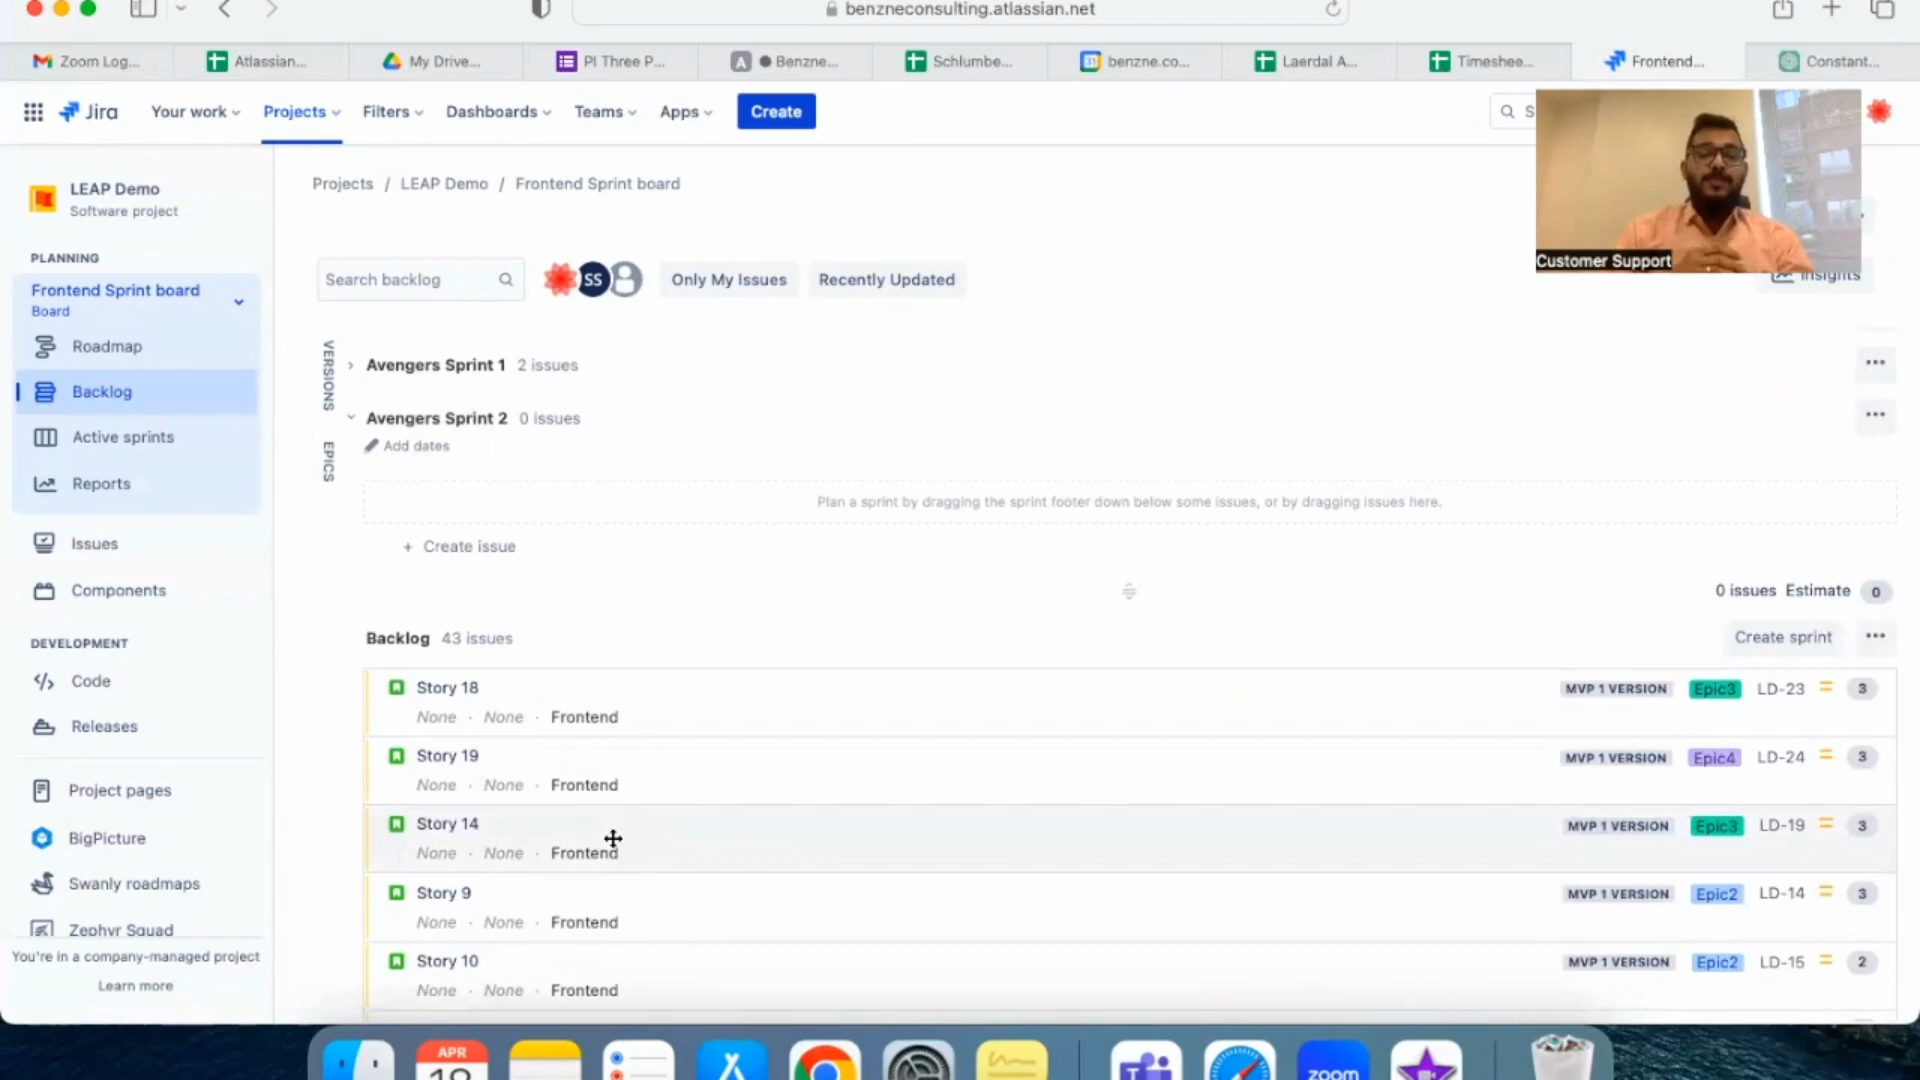 benzneconsulting.atlassian.net
Zoom Log...
Atlassian...
My Drive...
PI Three P...
Benzne...
Schlumbe...
benzne.co...
Laerdal A...
Timeshee...
Frontend...
Constant...
Jira
Your work
Projects
Filters
Dashboards
Teams
Apps
Create
S
Customer Support
LEAP Demo
Software project
PLANNING
Frontend Sprint board
Board
Roadmap
Backlog
Active sprints
Reports
Issues
Components
DEVELOPMENT
Code
Releases
Project pages
BigPicture
Swanly roadmaps
Zephyr Squad
You're in a company-managed project
Learn more
Projects / LEAP Demo / Frontend Sprint board
Search backlog
SS
Only My Issues
Recently Updated
Insights
VERSIONS
EPICS
Avengers Sprint 1 2 issues
Avengers Sprint 2 0 issues
Add dates
Plan a sprint by dragging the sprint footer down below some issues, or by dragging issues here.
+ Create issue
0 issues Estimate 0
Backlog 43 issues
Create sprint
Story 18 MVP 1 VERSION Epic3 LD-23 3
None · None · Frontend
Story 19 MVP 1 VERSION Epic4 LD-24 3
None · None · Frontend
Story 14 MVP 1 VERSION Epic3 LD-19 3
None · None · Frontend
Story 9 MVP 1 VERSION Epic2 LD-14 3
None · None · Frontend
Story 10 MVP 1 VERSION Epic2 LD-15 2
None · None · Frontend
APR
zoom